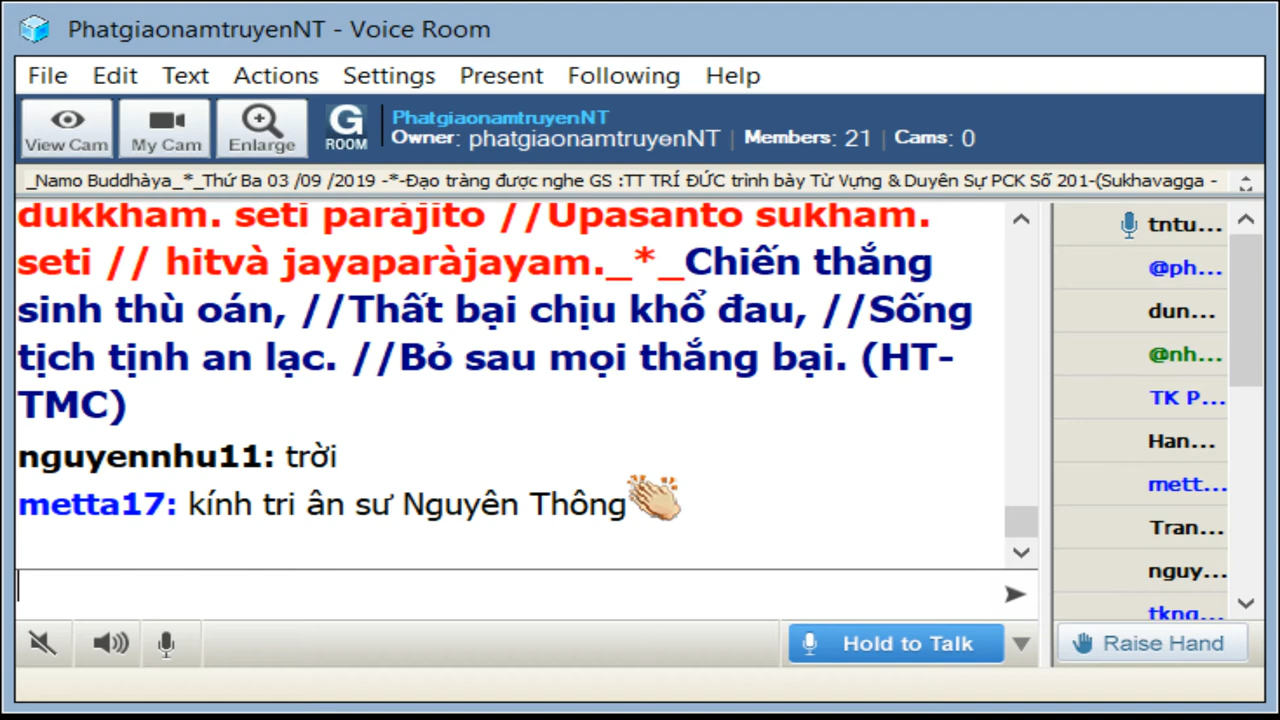 PhatgiaonamtruyenNT - Voice Room
File Edit Text Actions Settings Present Following Help
View Cam My Cam Enlarge G ROOM
PhatgiaonamtruyenNT
Owner: phatgiaonamtruyenNT | Members: 21 | Cams: 0
_Namo Buddhàya_*_Thứ Ba 03 /09 /2019 -*-Đạo tràng được nghe GS :TT TRÍ ĐỨC trình bày Từ Vựng & Duyên Sự PCK Số 201-(Sukhavagga -
dukkham. seti paràjito //Upasanto sukham.
seti // hitvà jayaparàjayam._*_Chiến thắng
sinh thù oán, //Thất bại chịu khổ đau, //Sống
tịch tịnh an lạc. //Bỏ sau mọi thắng bại. (HT-
TMC)
nguyennhu11: trời
metta17: kính tri ân sư Nguyên Thông
tntu...
@ph...
dun...
@nh...
TK P...
Han...
mett...
Tran...
nguy...
tkng...
Hold to Talk
Raise Hand